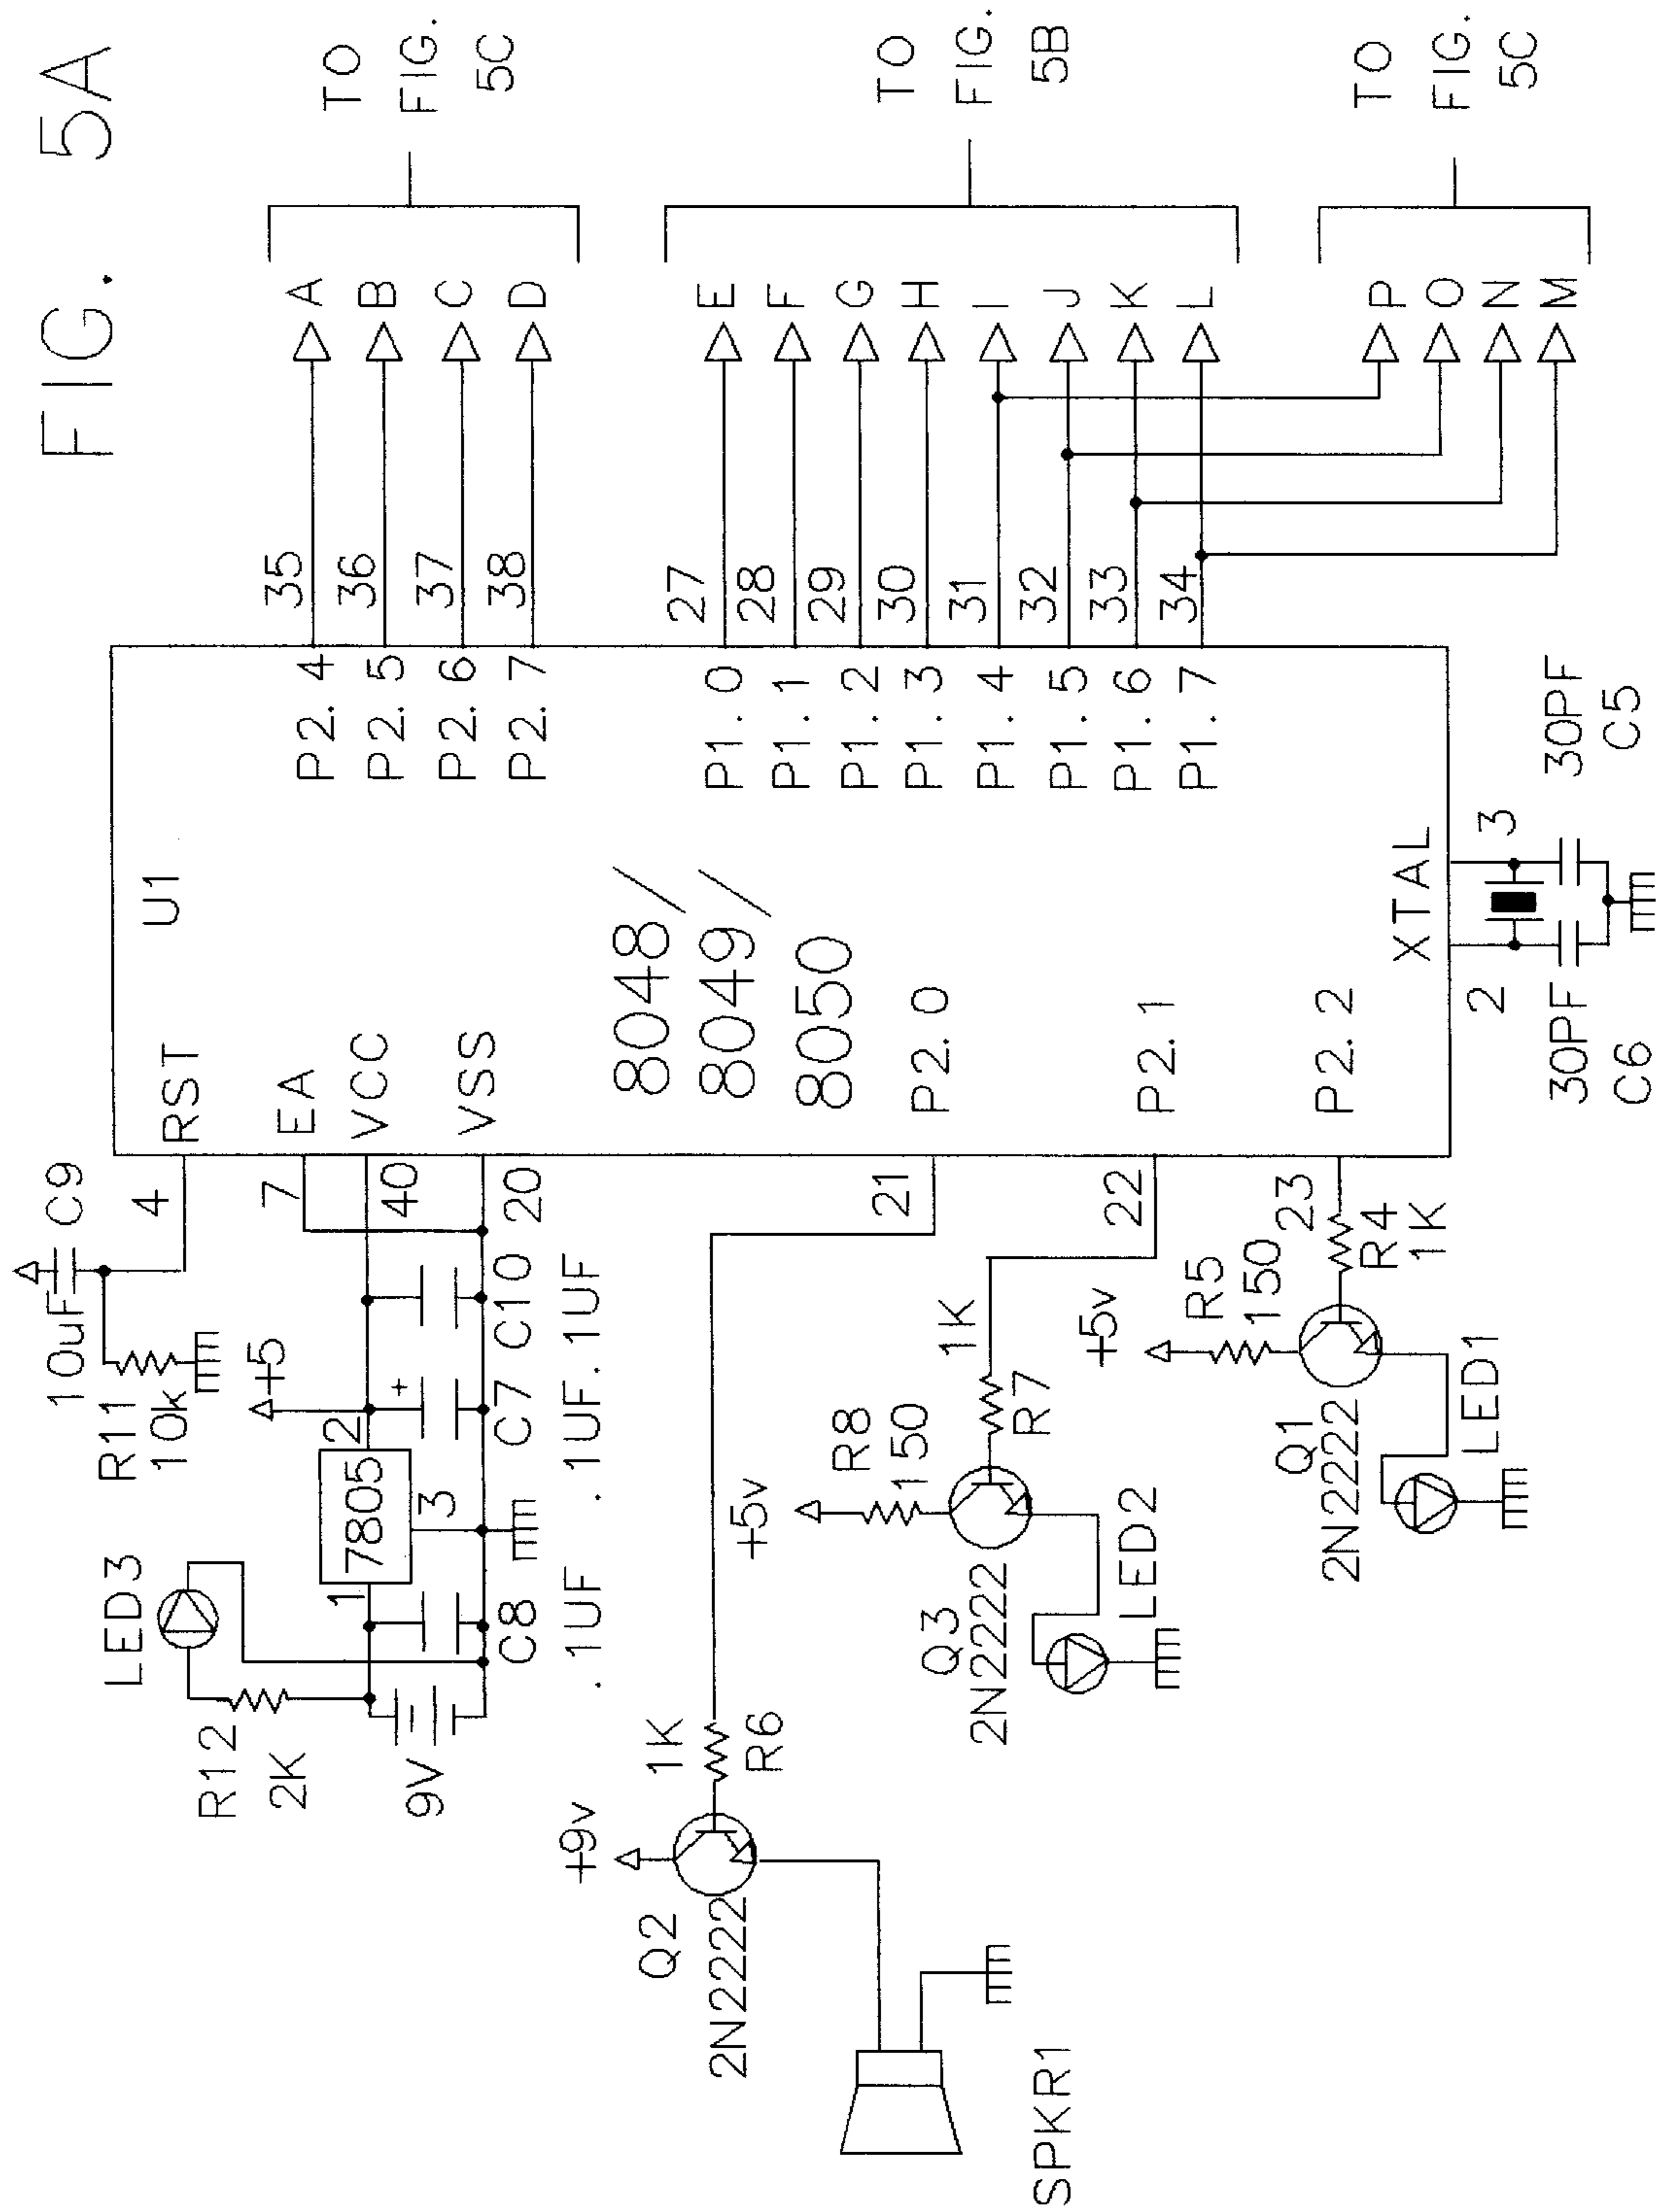 FIG. 5A
TO
FIG.
5C
A
B
C
D
35
36
37
38
P2.4
P2.5
P2.6
P2.7
TO
FIG.
5B
E
F
G
H
I
J
K
L
27
28
29
30
31
32
33
34
P1.0
P1.1
P1.2
P1.3
P1.4
P1.5
P1.6
P1.7
TO
FIG.
5C
P
O
N
M
U1
8048/
8049/
8050
RST
EA
VCC
VSS
P2.0
P2.1
P2.2
XTAL
3
2
30PF
C5
30PF
C6
4
7
40
20
21
22
23
C9
10uF
R11
10k
+5
2
7805
3
1
C10
.1UF
C7
.1UF
C8
.1UF
LED3
R12
2K
9V
1K
R6
+9v
Q2
2N2222
SPKR1
1K
R7
+5v
R8
150
Q3
2N2222
LED2
R4
1K
+5v
R5
150
Q1
2N2222
LED1